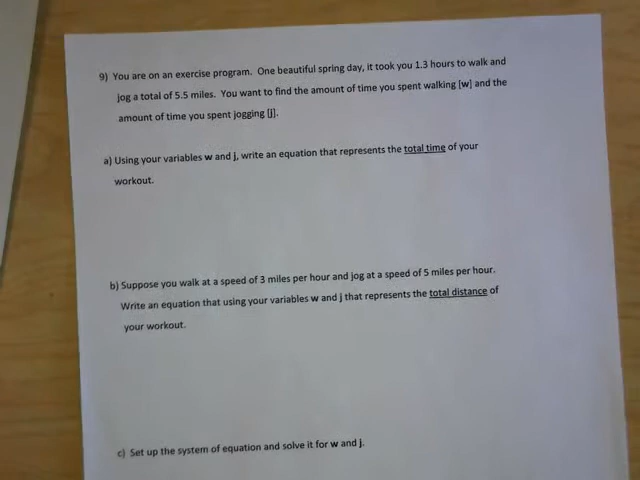 9) You are on an exercise program. One beautiful spring day, it took you 1.3 hours to walk and
jog a total of 5.5 miles. You want to find the amount of time you spent walking [w] and the
amount of time you spent jogging [j].
a) Using your variables w and j, write an equation that represents the total time of your
workout.
b) Suppose you walk at a speed of 3 miles per hour and jog at a speed of 5 miles per hour.
Write an equation that using your variables w and j that represents the total distance of
your workout.
c) Set up the system of equation and solve it for w and j.